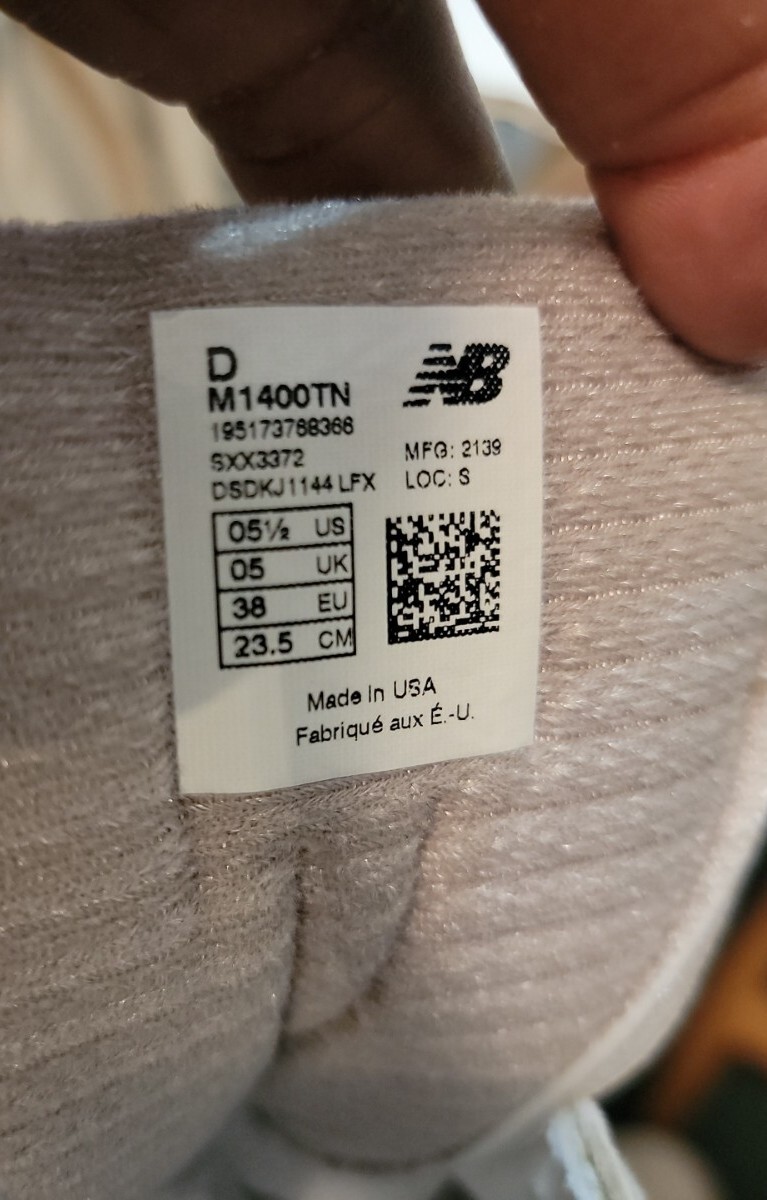 D
M1400TN
NB
195173768366
SXX3372
MFG: 2139
DSDKJ1144 LFX
LOC: S
05½ US
05 UK
38 EU
23.5 CM
Made in USA
Fabriqué aux É.-U.